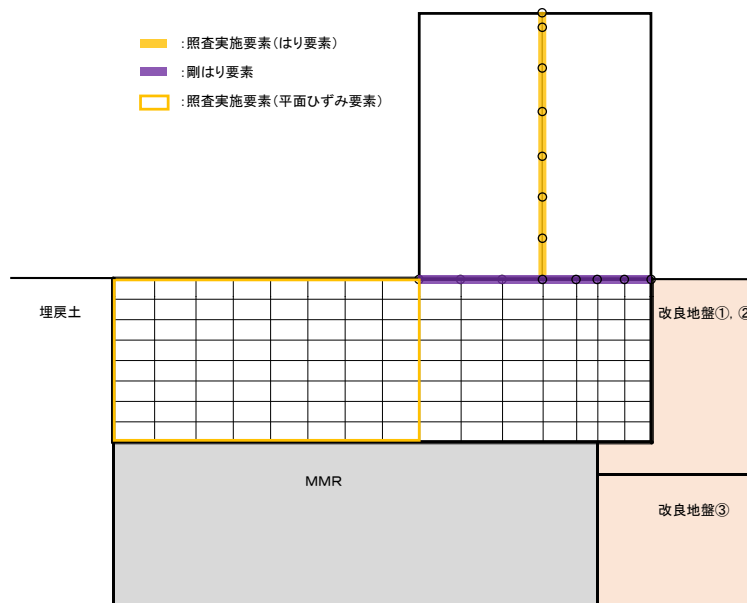 :照査実施要素(はり要素)
:剛はり要素
:照査実施要素(平面ひずみ要素)
埋戻土
改良地盤①,②
MMR
改良地盤③